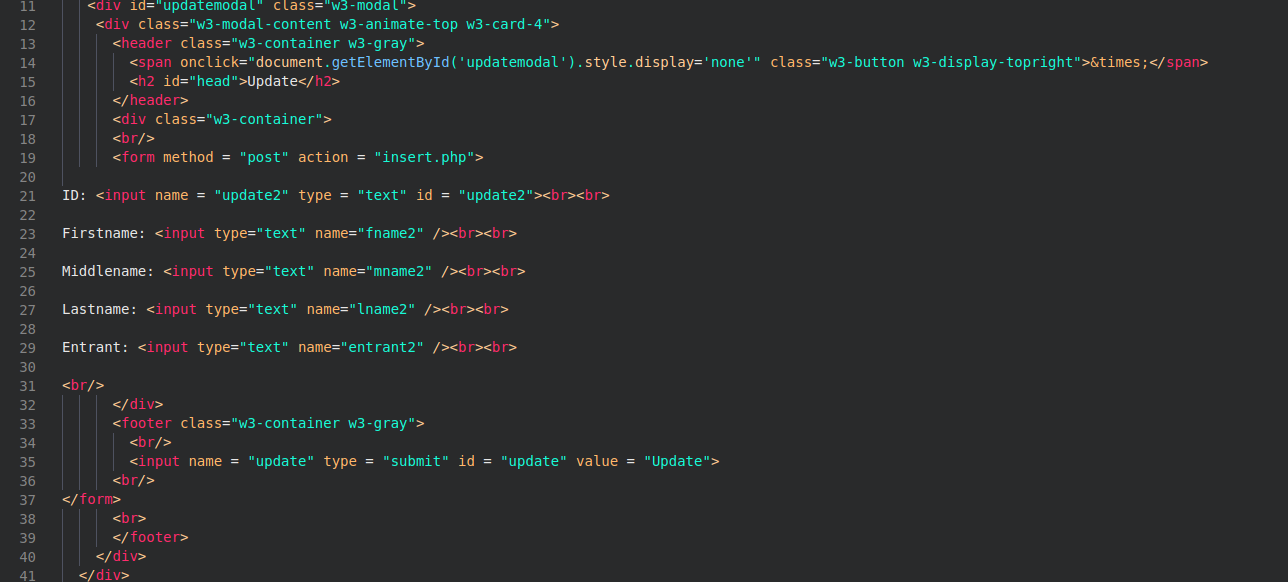 11 <div id="updatemodal" class="w3-modal">
12 <div class="w3-modal-content w3-animate-top w3-card-4">
13 <header class="w3-container w3-gray">
14 <span onclick="document.getElementById('updatemodal').style.display='none'" class="w3-button w3-display-topright">&times;</span>
15 <h2 id="head">Update</h2>
16 </header>
17 <div class="w3-container">
18 <br/>
19 <form method = "post" action = "insert.php">
20
21 ID: <input name = "update2" type = "text" id = "update2"><br><br>
22
23 Firstname: <input type="text" name="fname2" /><br><br>
24
25 Middlename: <input type="text" name="mname2" /><br><br>
26
27 Lastname: <input type="text" name="lname2" /><br><br>
28
29 Entrant: <input type="text" name="entrant2" /><br><br>
30
31 <br/>
32 </div>
33 <footer class="w3-container w3-gray">
34 <br/>
35 <input name = "update" type = "submit" id = "update" value = "Update">
36 <br/>
37 </form>
38 <br>
39 </footer>
40 </div>
41 </div>